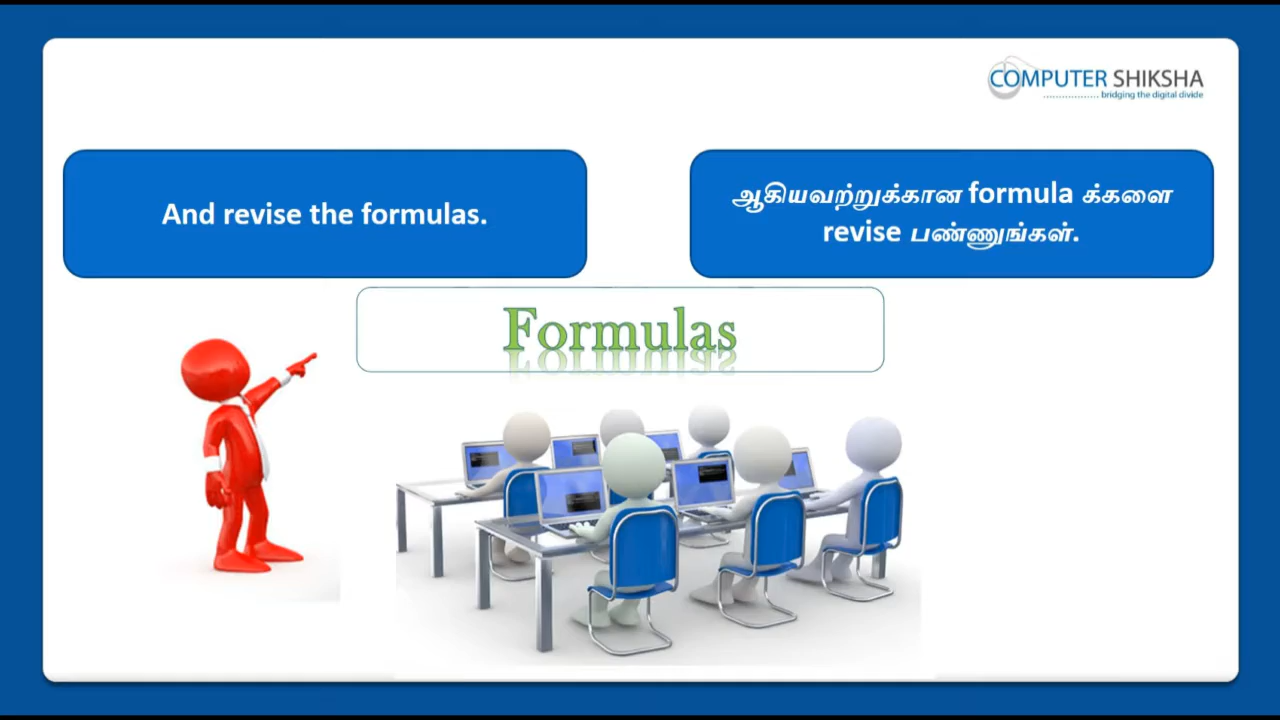 COMPUTER SHIKSHA
bridging the digital divide
And revise the formulas.
ஆகியவற்றுக்கான formula க்களை
revise பண்ணுங்கள்.
Formulas